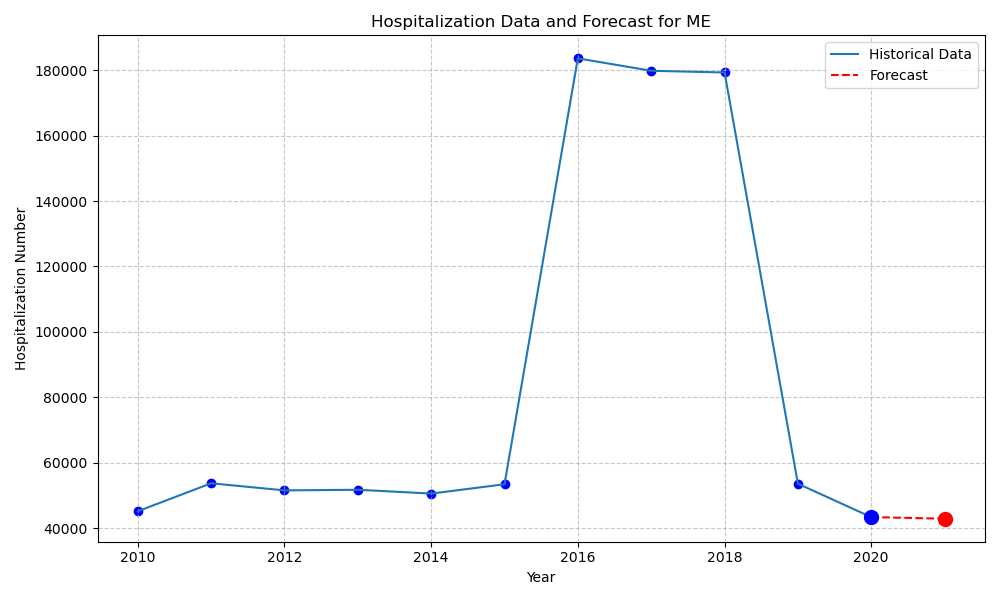 Hospitalization Data and Forecast for ME
Historical Data
Forecast
Hospitalization Number
180000
160000
140000
120000
100000
80000
60000
40000
2010
2012
2014
2016
2018
2020
Year